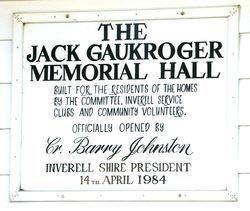 THE
JACK GAUKROGER
MEMORIAL HALL
BUILT FOR THE RESIDENTS OF THE HOMES
BY THE COMMITTEE, INVERELL SERVICE
CLUBS AND COMMUNITY VOLUNTEERS.
OFFICIALLY OPENED BY
Cr. Barry Johnston
INVERELL SHIRE PRESIDENT
14TH APRIL 1984